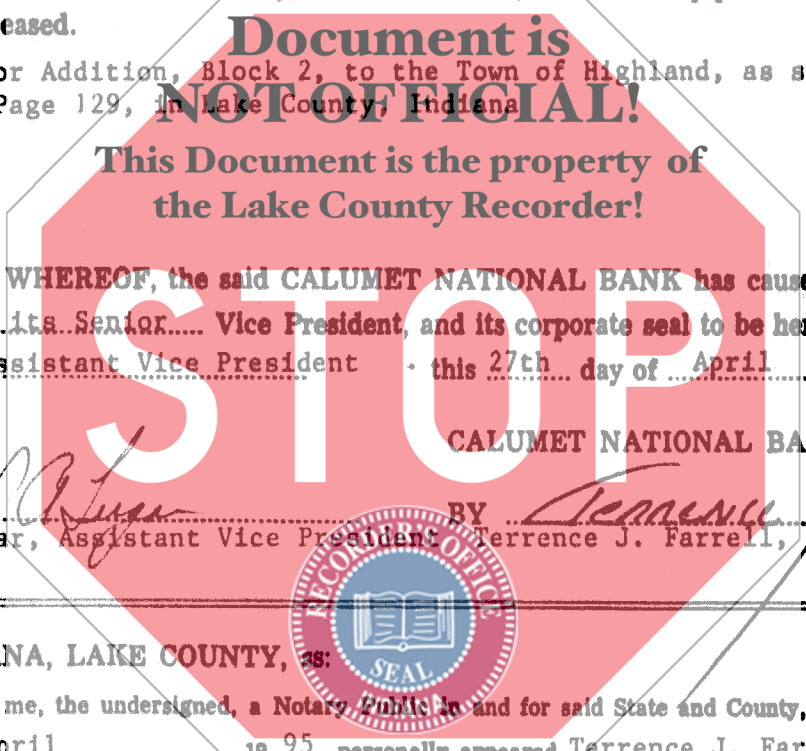 eased.
Document is
or Addition, Block 2, to the Town of Highland, as s
Page 129, in Lake County, Indiana
NOT OFFICIAL!
This Document is the property of
the Lake County Recorder!
WHEREOF, the said CALUMET NATIONAL BANK has cause
its Senior..... Vice President, and its corporate seal to be her
ssistant Vice President this 27th day of April
STOP
CALUMET NATIONAL BA
BY Terrence
ar, Assistant Vice President Terrence J. Farrell,
RECORDER'S OFFICE
SEAL
NA, LAKE COUNTY, ss:
me, the undersigned, a Notary Public in and for said State and County,
pril 19 95 personally appeared Terrence J. Far